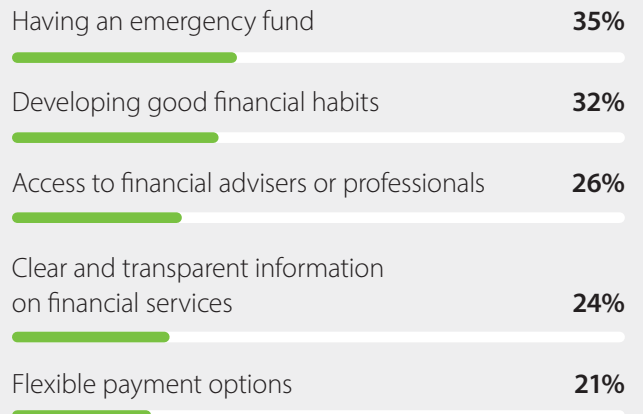 Having an emergency fund 35%
Developing good financial habits 32%
Access to financial advisers or professionals 26%
Clear and transparent information
on financial services 24%
Flexible payment options 21%